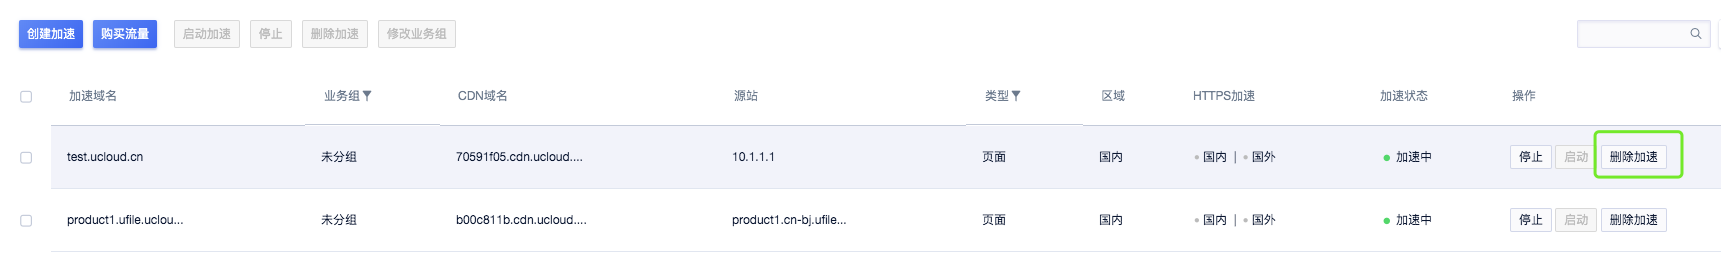 创建加速 购买流量 启动加速 停止 删除加速 修改业务组
加速域名 业务组 CDN域名 源站 类型 区域 HTTPS加速 加速状态 操作
test.ucloud.cn 未分组 70591f05.cdn.ucloud.... 10.1.1.1 页面 国内 国内 | 国外 加速中 停止 启动 删除加速
product1.ufile.uclou... 未分组 b00c811b.cdn.ucloud.... product1.cn-bj.ufile... 页面 国内 国内 | 国外 加速中 停止 启动 删除加速